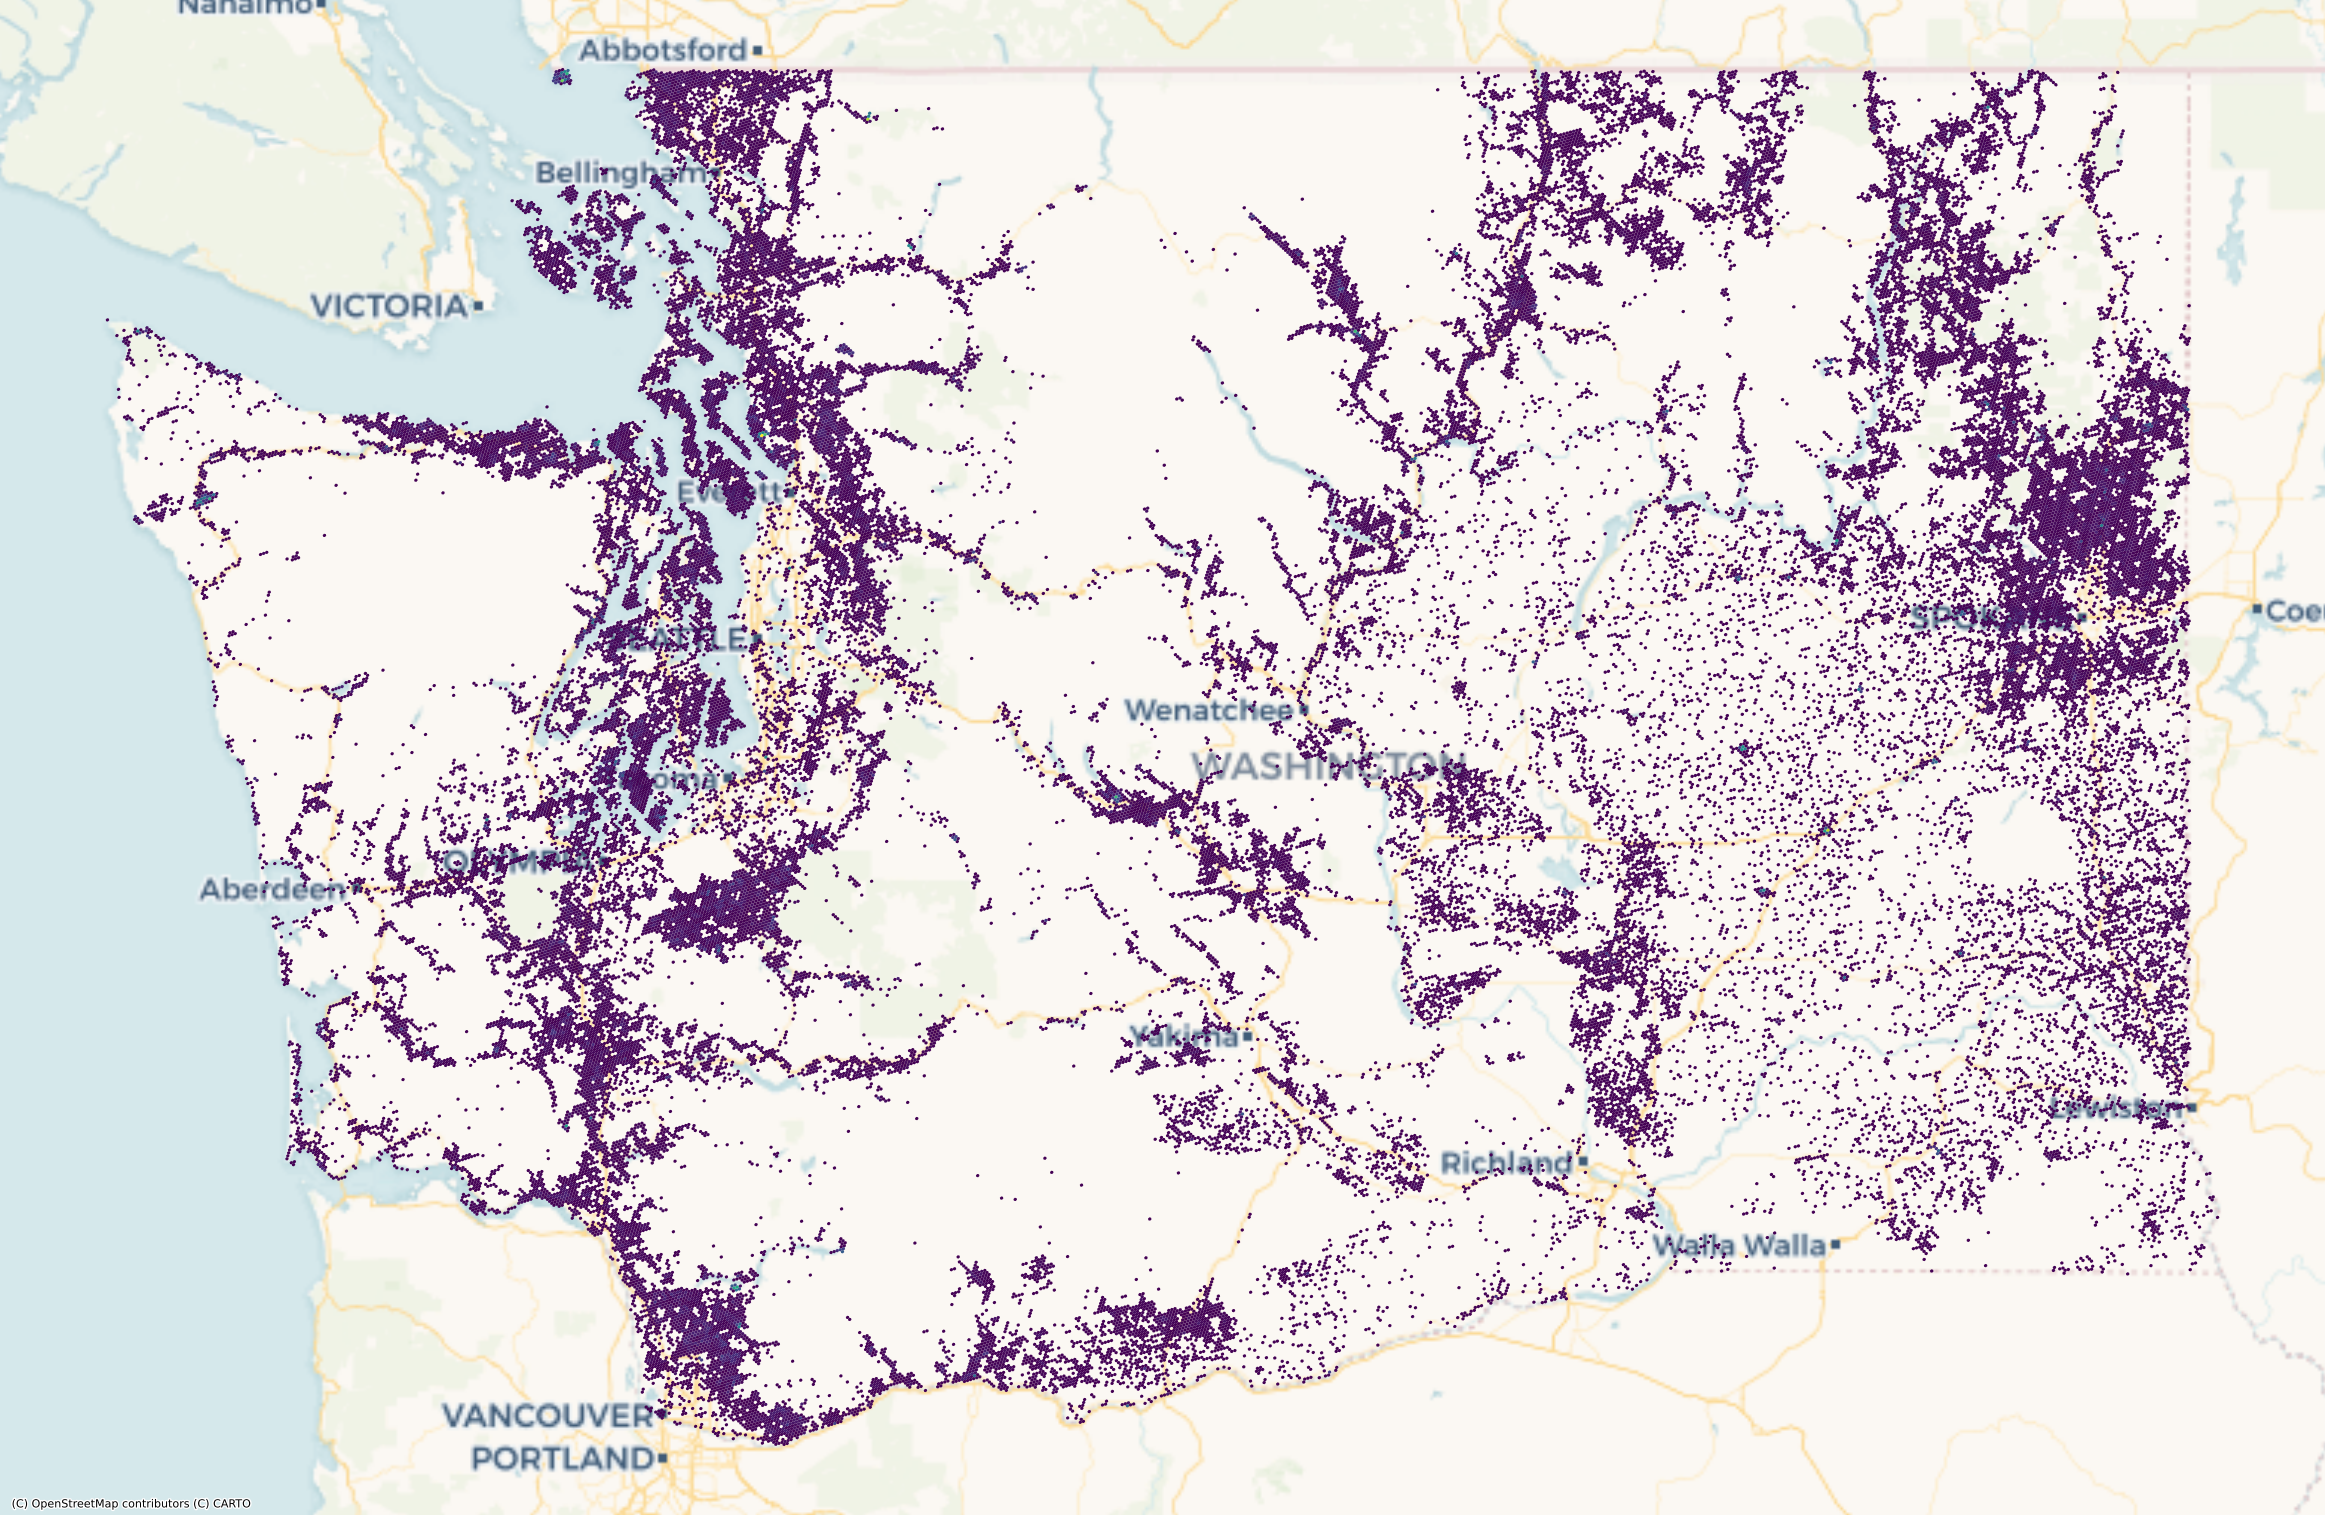 Nanaimo
Abbotsford
Bellingham
VICTORIA
Everett
SPOKANE
Coeu
SEATTLE
Wenatchee
WASHINGTON
Tacoma
OLYMPIA
Aberdeen
Yakima
Lewiston
Richland
Walla Walla
VANCOUVER
PORTLAND
(C) OpenStreetMap contributors (C) CARTO